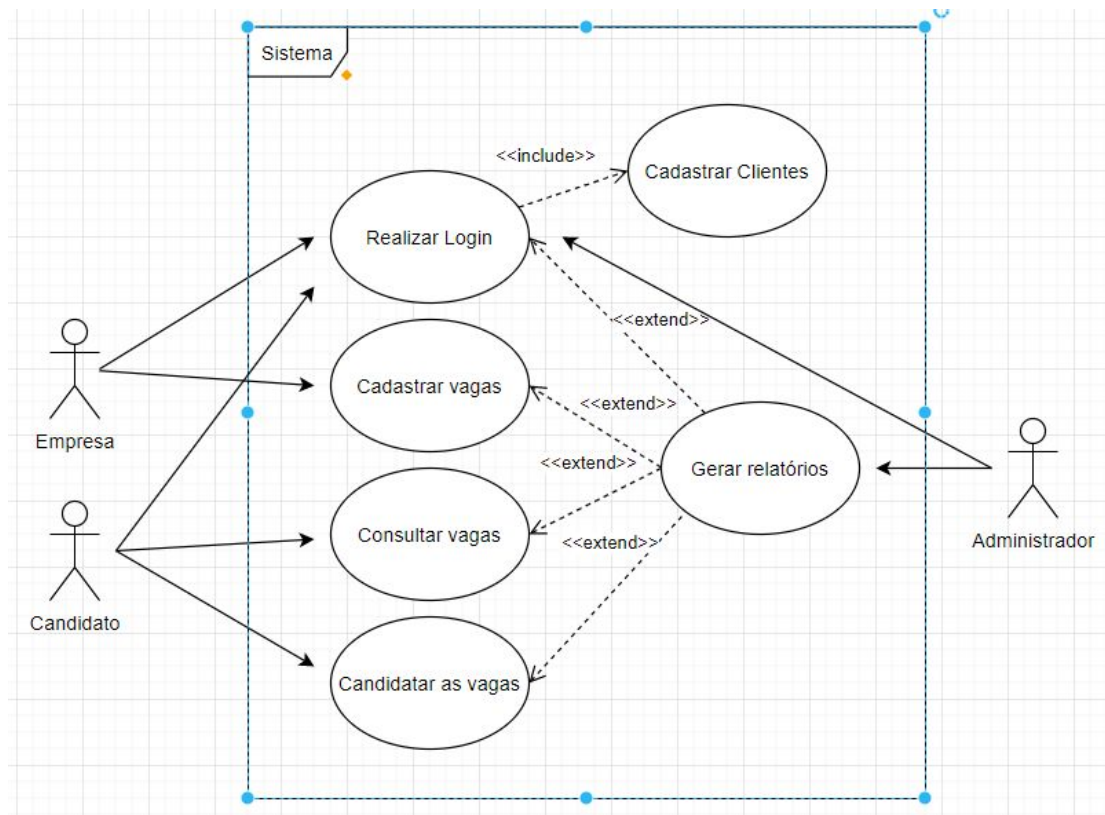 Sistema
<<include>>
Cadastrar Clientes
Realizar Login
<<extend>>
Cadastrar vagas
<<extend>>
Empresa
<<extend>>
Gerar relatórios
Consultar vagas
<<extend>>
Administrador
Candidato
Candidatar as vagas